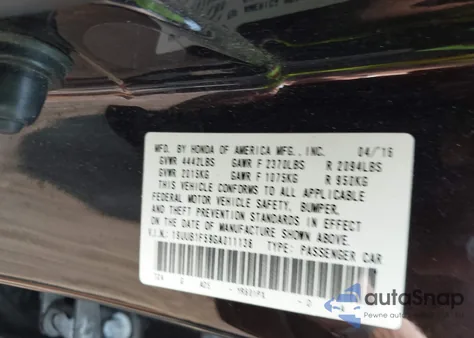 MFD. BY HONDA OF AMERICA MFG., INC. 04/16
GVWR 4442LBS GAWR F 2370LBS R 2094LBS
GVWR 2015KG GAWR F 1075KG R 950KG
THIS VEHICLE CONFORMS TO ALL APPLICABLE
FEDERAL MOTOR VEHICLE SAFETY, BUMPER,
AND THEFT PREVENTION STANDARDS IN EFFECT
ON THE DATE OF MANUFACTURE SHOWN ABOVE.
V.I.N.: 19UUB1F59GA011136 TYPE: PASSENGER CAR
autoSnap